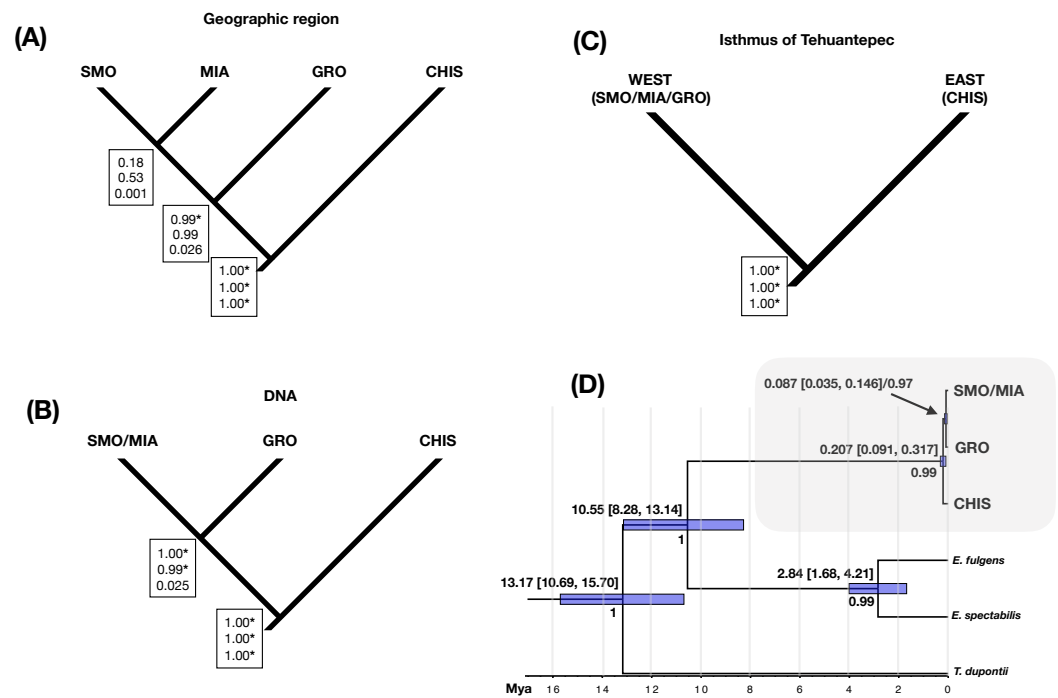 (A)
Geographic region
SMO MIA GRO CHIS
0.18
0.53
0.001
0.99*
0.99
0.026
1.00*
1.00*
1.00*
(C)
Isthmus of Tehuantepec
WEST
(SMO/MIA/GRO)
EAST
(CHIS)
1.00*
1.00*
1.00*
(B)
DNA
SMO/MIA GRO CHIS
1.00*
0.99*
0.025
1.00*
1.00*
1.00*
(D)
0.087 [0.035, 0.146]/0.97
SMO/MIA
0.207 [0.091, 0.317]
GRO
0.99
CHIS
10.55 [8.28, 13.14]
1
E. fulgens
2.84 [1.68, 4.21]
0.99
13.17 [10.69, 15.70]
1
E. spectabilis
T. dupontii
Mya 16 14 12 10 8 6 4 2 0